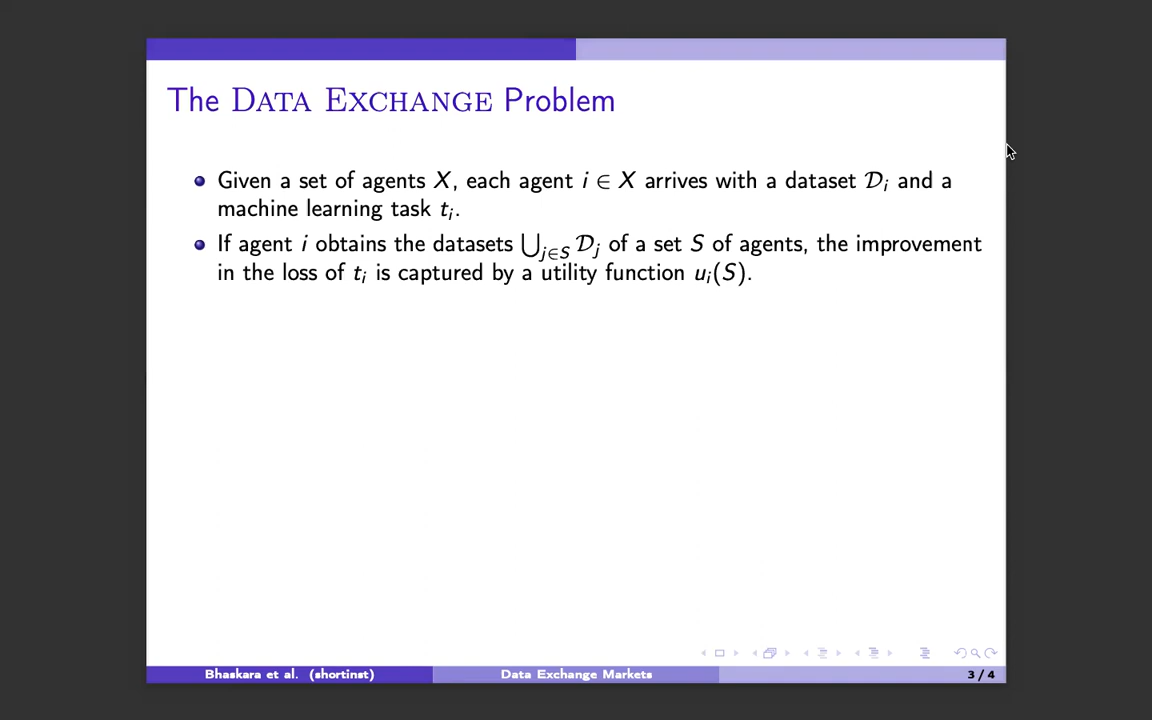 The DATA EXCHANGE Problem
Given a set of agents X, each agent i ∈ X arrives with a dataset 𝒟ᵢ and a
machine learning task tᵢ.
If agent i obtains the datasets ⋃_{j∈S} 𝒟ⱼ of a set S of agents, the improvement
in the loss of tᵢ is captured by a utility function uᵢ(S).
Bhaskara et al. (shortinst)
Data Exchange Markets
3 / 4